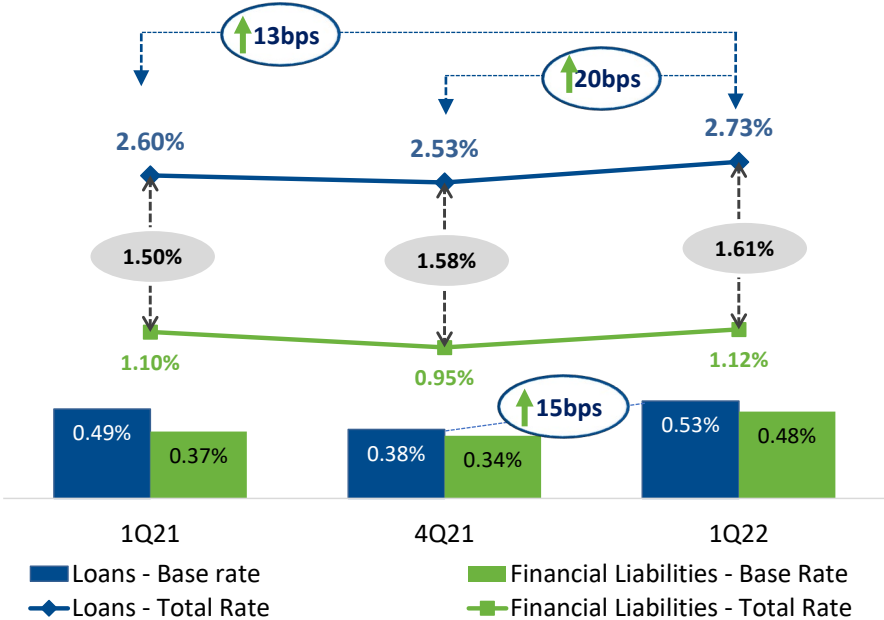 13bps
20bps
2.60%
2.53%
2.73%
1.50%
1.58%
1.61%
1.10%
0.95%
1.12%
15bps
0.49%
0.37%
0.38%
0.34%
0.53%
0.48%
1Q21
4Q21
1Q22
Loans - Base rate
Financial Liabilities - Base Rate
Loans - Total Rate
Financial Liabilities - Total Rate